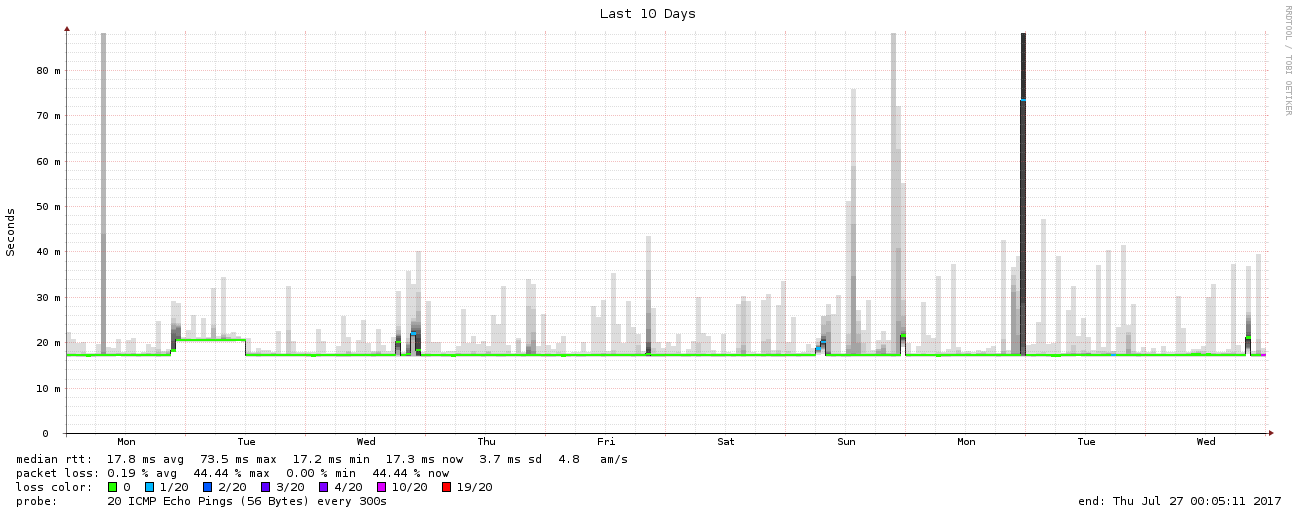 Last 10 Days
RRDTOOL / TOBI OETIKER
Seconds
80 m
70 m
60 m
50 m
40 m
30 m
20 m
10 m
0
Mon Tue Wed Thu Fri Sat Sun Mon Tue Wed
median rtt: 17.8 ms avg 73.5 ms max 17.2 ms min 17.3 ms now 3.7 ms sd 4.8 am/s
packet loss: 0.19 % avg 44.44 % max 0.00 % min 44.44 % now
loss color: 0 1/20 2/20 3/20 4/20 10/20 19/20
probe: 20 ICMP Echo Pings (56 Bytes) every 300s end: Thu Jul 27 00:05:11 2017